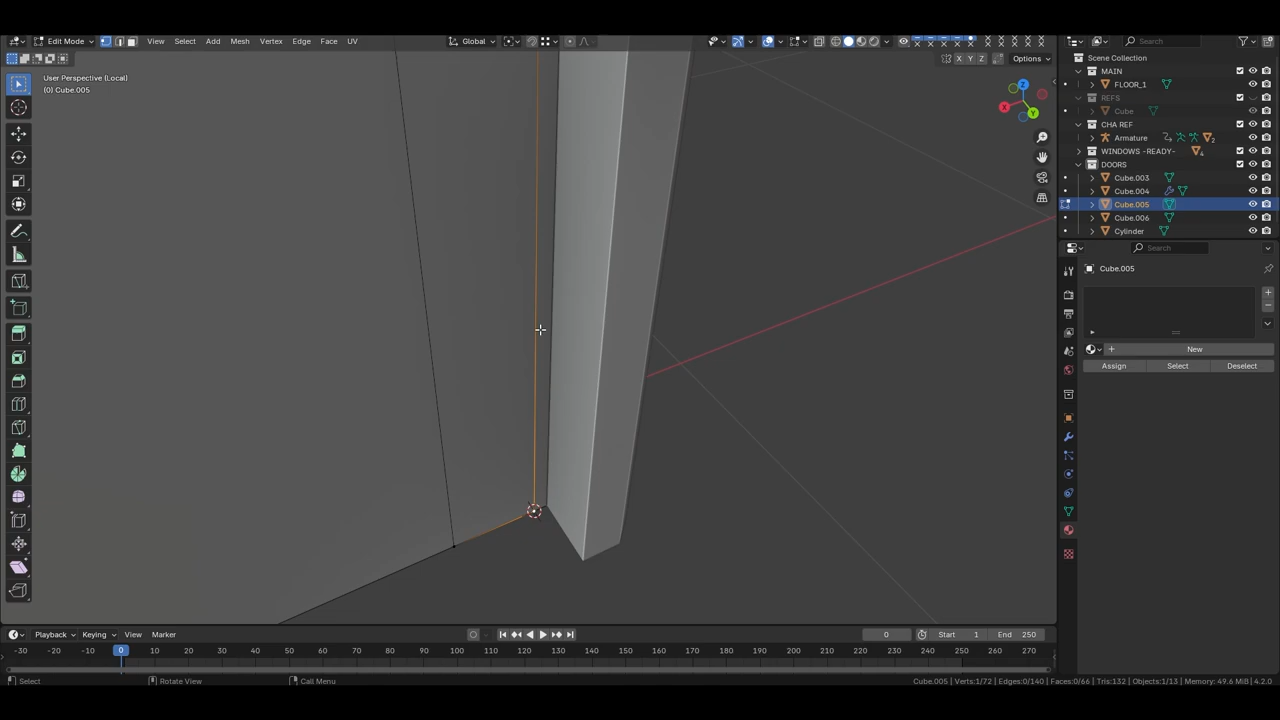 Edit Mode View Select Add Mesh Vertex Edge Face UV Global Search
X Y Z Options
User Perspective (Local)
(0) Cube.005
Z
X
Y
Scene Collection
MAIN
FLOOR_1
REFS
Cube
CHA REF
Armature 2
WINDOWS -READY- 4
DOORS
Cube.003
Cube.004
Cube.005
Cube.006
Cylinder
Search
Cube.005
New
Assign Select Deselect
Playback Keying View Marker 0 Start 1 End 250
-30 -20 -10 0 10 20 30 40 50 60 70 80 90 100 110 120 130 140 150 160 170 180 190 200 210 220 230 240 250 260 270
Select Rotate View Call Menu Cube.005 | Verts:1/72 | Edges:0/140 | Faces:0/66 | Tris:132 | Objects:1/13 | Memory: 49.6 MiB | 4.2.0